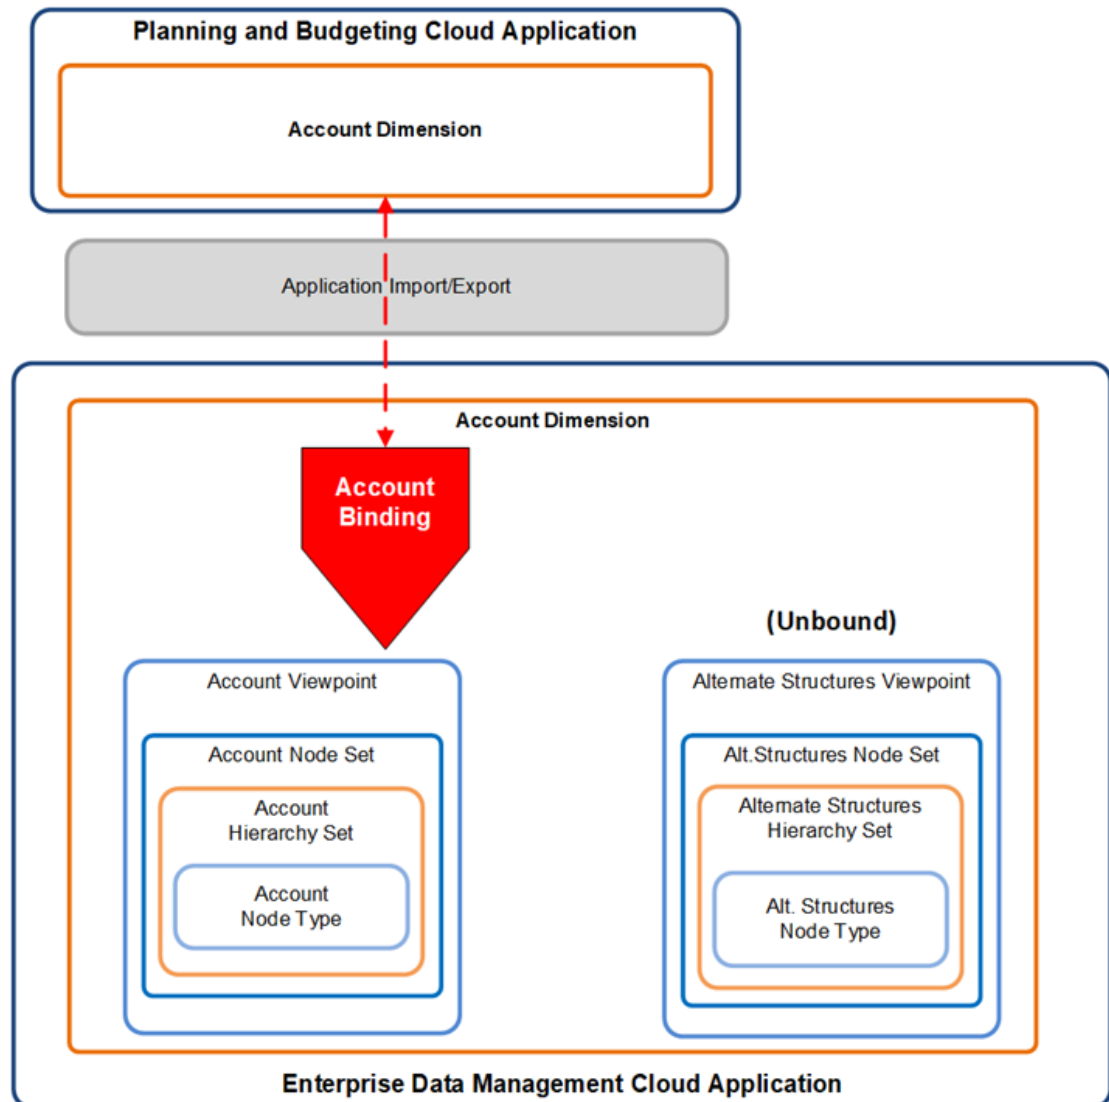 Planning and Budgeting Cloud Application
Account Dimension
Application Import/Export
Account Dimension
Account
Binding
(Unbound)
Account Viewpoint
Account Node Set
Account
Hierarchy Set
Account
Node Type
Alternate Structures Viewpoint
Alt.Structures Node Set
Alternate Structures
Hierarchy Set
Alt. Structures
Node Type
Enterprise Data Management Cloud Application